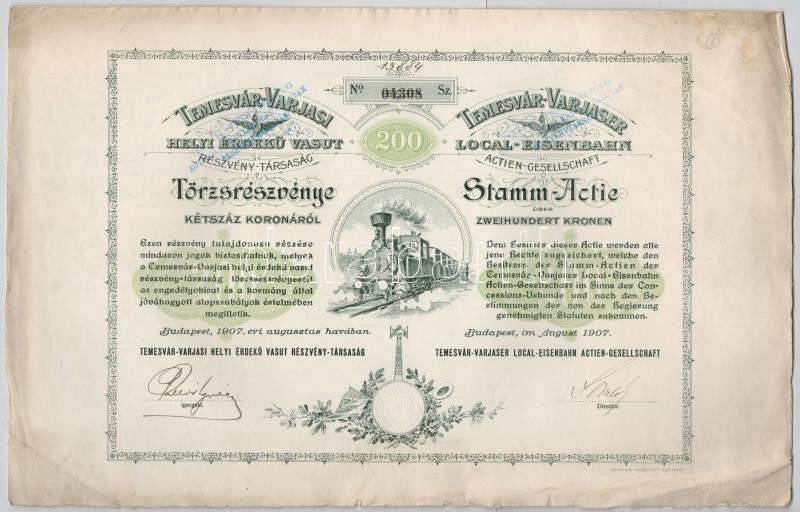 13884
Nº 04,308 Sz.
TEMESVÁR-VARJASI
HELYI ÉRDEKŰ VASUT
RÉSZVÉNY-TÁRSASÁG
200
TEMESVÁR-VARJASER
LOCAL-EISENBAHN
ACTIEN-GESELLSCHAFT
Törzsrészvénye
KÉTSZÁZ KORONÁRÓL
Ezen részvény tulajdonosa részére
mindazon jogok biztosíttatnak, melyek
a Temesvár-Varjasi helyi érdekű vasút
részvény-társaság törzsrészvényeseit
az engedélyokirat és a kormány által
jóváhagyott alapszabályok értelmében
megilletik.
Budapest, 1907. évi augusztus havában.
TEMESVÁR-VARJASI HELYI ÉRDEKŰ VASUT RÉSZVÉNY-TÁRSASÁG
igazgató.
Stamm-Actie
ÜBER
ZWEIHUNDERT KRONEN
Dem Besitzer dieser Actie werden alle
jene Rechte zugesichert, welche den
Besitzern der Stamm-Actien der
Temesvár-Varjaser Local-Eisenbahn
Actien-Gesellschaft im Sinne der Con-
cessions-Urkunde und nach den Be-
stimmungen der von der Regierung
genehmigten Statuten zukommen.
Budapest, im August 1907.
TEMESVÁR-VARJASER LOCAL-EISENBAHN ACTIEN-GESELLSCHAFT
Director.